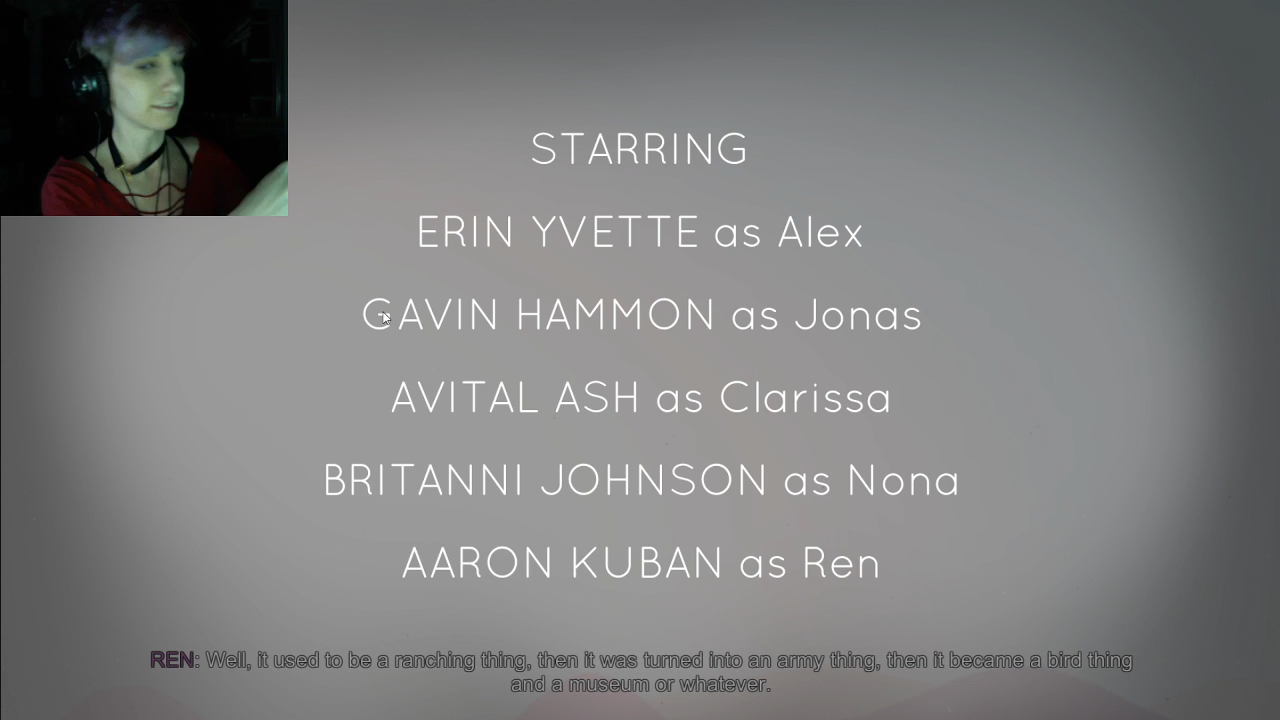 STARRING
ERIN YVETTE as Alex
GAVIN HAMMON as Jonas
AVITAL ASH as Clarissa
BRITANNI JOHNSON as Nona
AARON KUBAN as Ren
REN: Well, it used to be a ranching thing, then it was turned into an army thing, then it became a bird thing
and a museum or whatever.